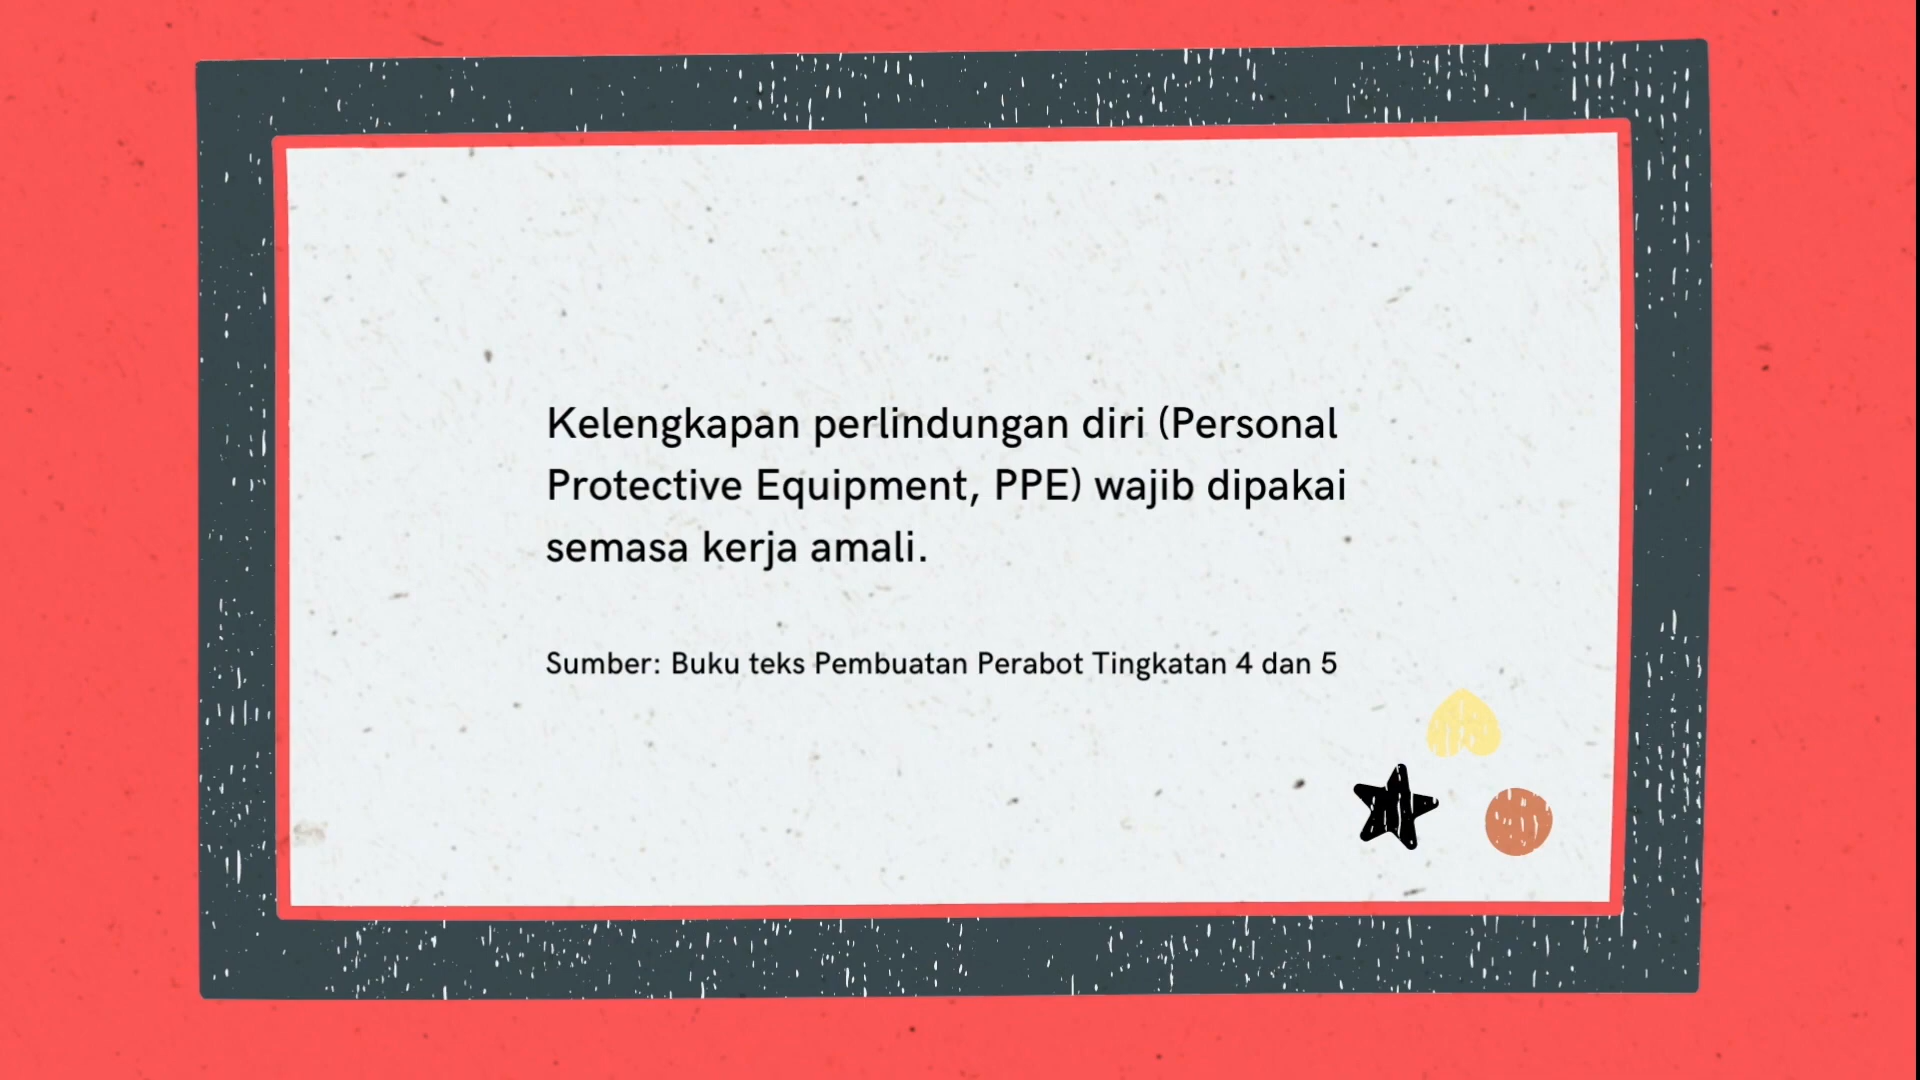 Kelengkapan perlindungan diri (Personal
Protective Equipment, PPE) wajib dipakai
semasa kerja amali.
Sumber: Buku teks Pembuatan Perabot Tingkatan 4 dan 5